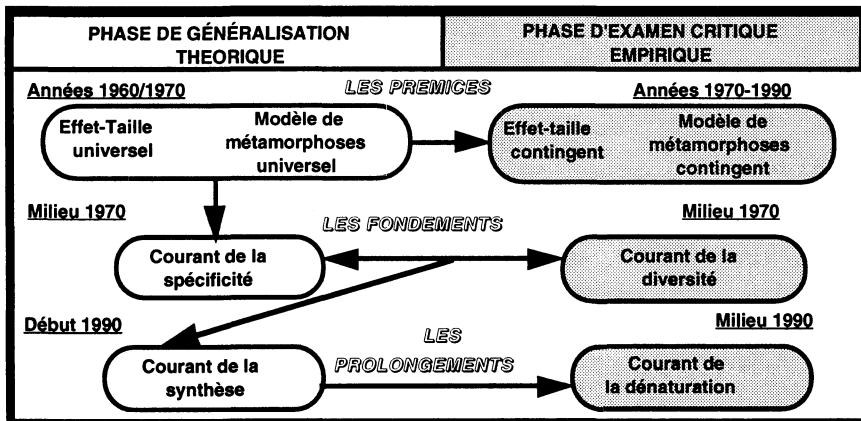 PHASE DE GÉNÉRALISATION
THEORIQUE
PHASE D'EXAMEN CRITIQUE
EMPIRIQUE
Années 1960/1970
LES PREMICES
Années 1970-1990
Effet-Taille
universel
Modèle de
métamorphoses
universel
Effet-taille
contingent
Modèle de
métamorphoses
contingent
Milieu 1970
LES FONDEMENTS
Milieu 1970
Courant de la
spécificité
Courant de la
diversité
Début 1990
LES
PROLONGEMENTS
Milieu 1990
Courant de la
synthèse
Courant de
la dénaturation